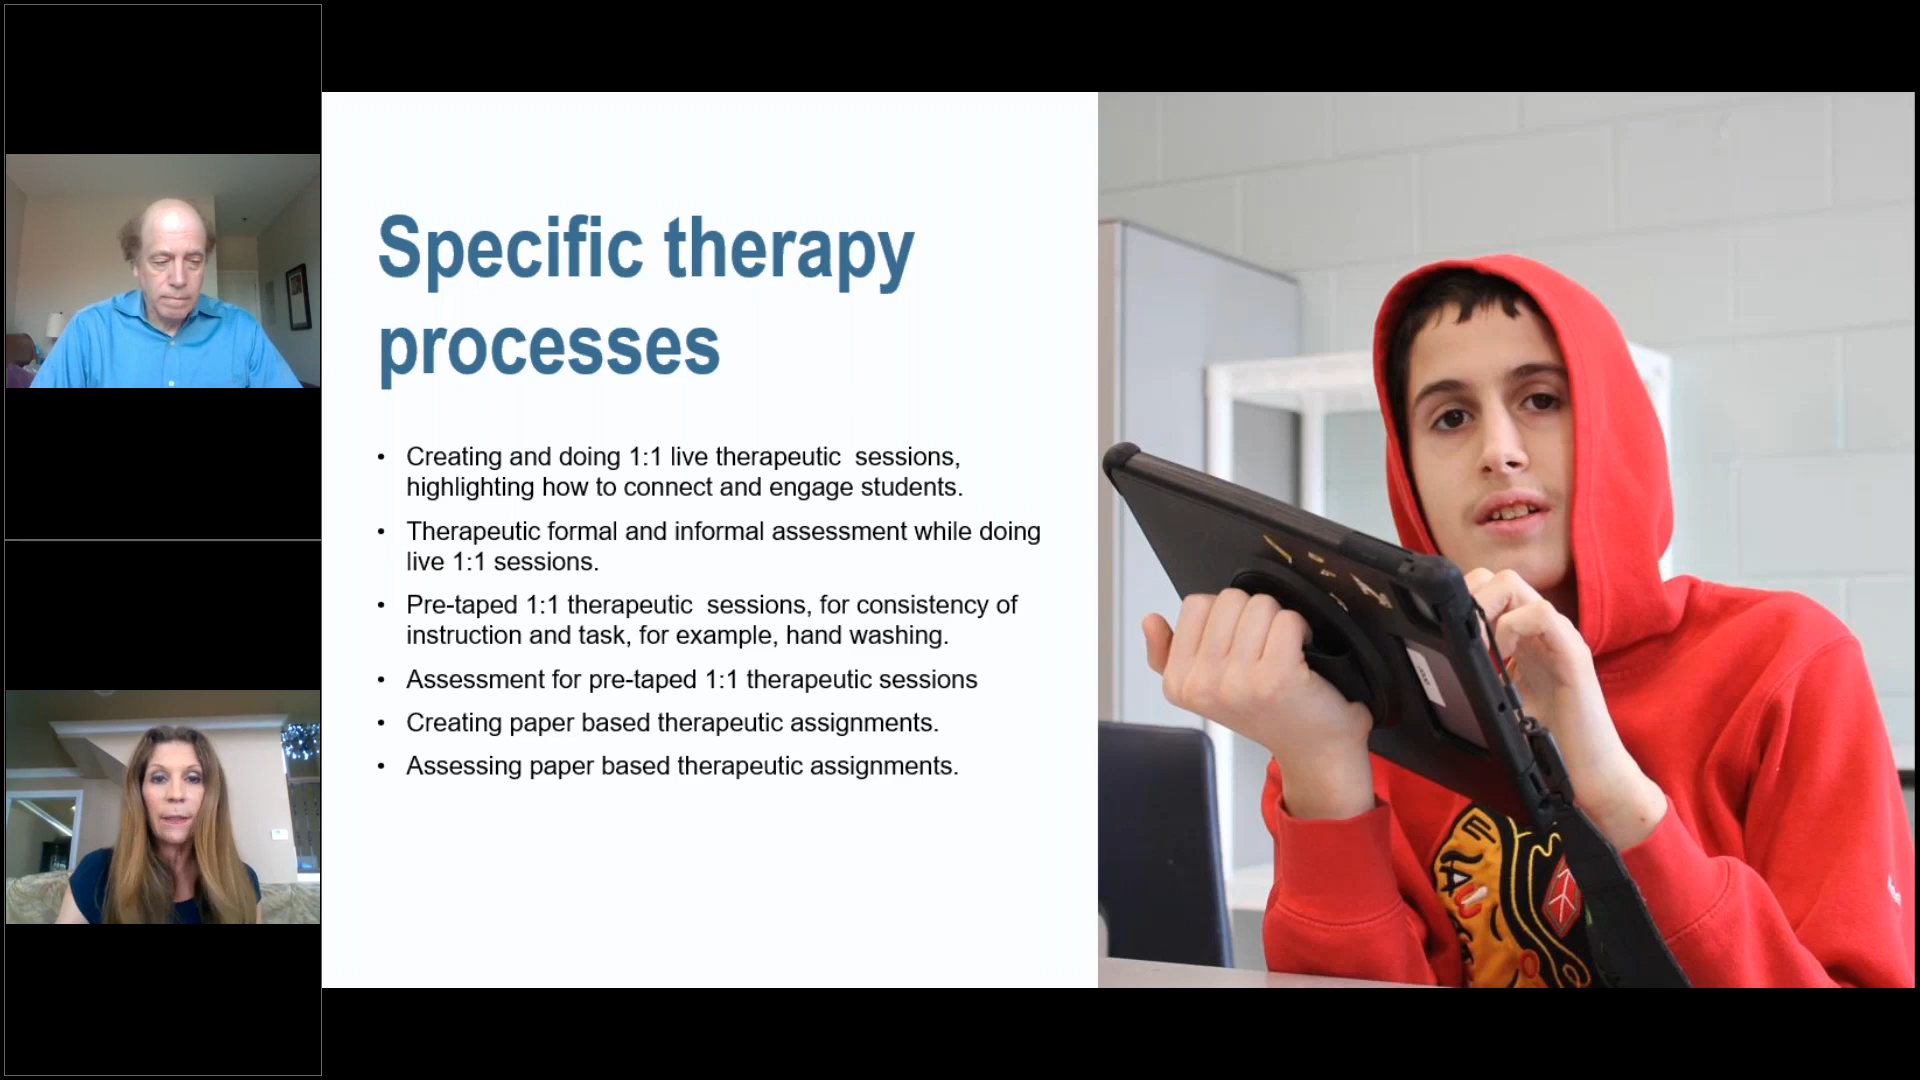 Specific therapy
processes
• Creating and doing 1:1 live therapeutic  sessions,
highlighting how to connect and engage students.
• Therapeutic formal and informal assessment while doing
live 1:1 sessions.
• Pre-taped 1:1 therapeutic  sessions, for consistency of
instruction and task, for example, hand washing.
• Assessment for pre-taped 1:1 therapeutic sessions
• Creating paper based therapeutic assignments.
• Assessing paper based therapeutic assignments.